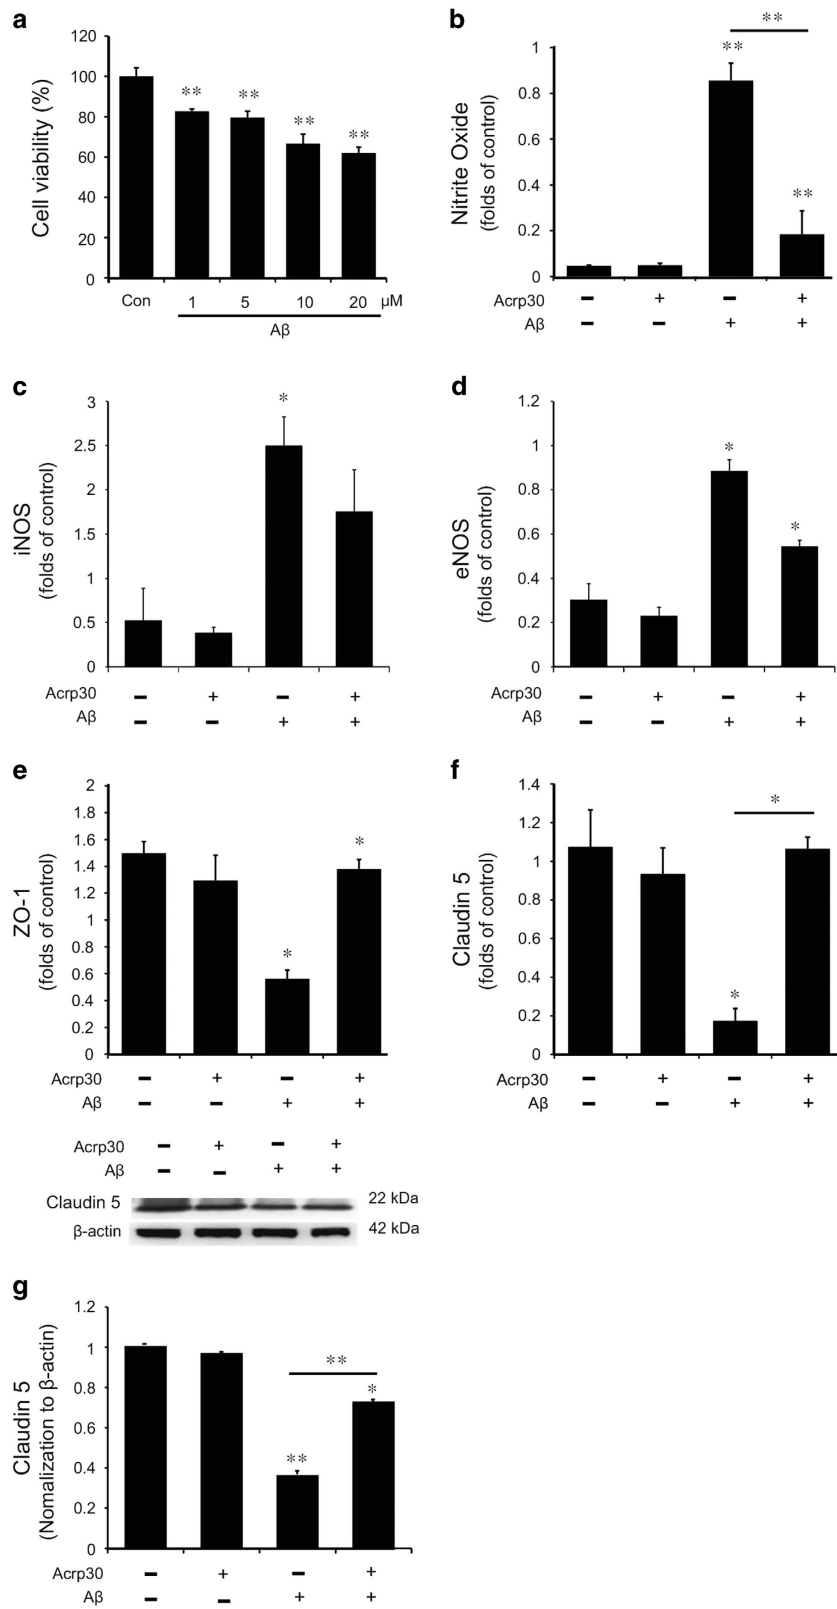 a
120
100
80
60
40
20
0
Cell viability (%)
** ** ** **
Con 1 5 10 20 μM
Aβ
b
1
0.8
0.6
0.4
0.2
0
Nitrite Oxide
(folds of control)
**
**
**
Acrp30 − + − +
Aβ − − + +
c
3
2.5
2
1.5
1
0.5
0
iNOS
(folds of control)
*
Acrp30 − + − +
Aβ − − + +
d
1.2
1
0.8
0.6
0.4
0.2
0
eNOS
(folds of control)
*
*
Acrp30 − + − +
Aβ − − + +
e
2
1.8
1.6
1.4
1.2
1
0.8
0.6
0.4
0.2
0
ZO-1
(folds of control)
*
*
Acrp30 − + − +
Aβ − − + +
f
1.4
1.2
1
0.8
0.6
0.4
0.2
0
Claudin 5
(folds of control)
*
*
Acrp30 − + − +
Aβ − − + +
Acrp30 − + − +
Aβ − − + +
Claudin 5 22 kDa
β-actin 42 kDa
g
1.2
1
0.8
0.6
0.4
0.2
0
Claudin 5
(Nomalization to β-actin)
**
*
**
Acrp30 − + − +
Aβ − − + +